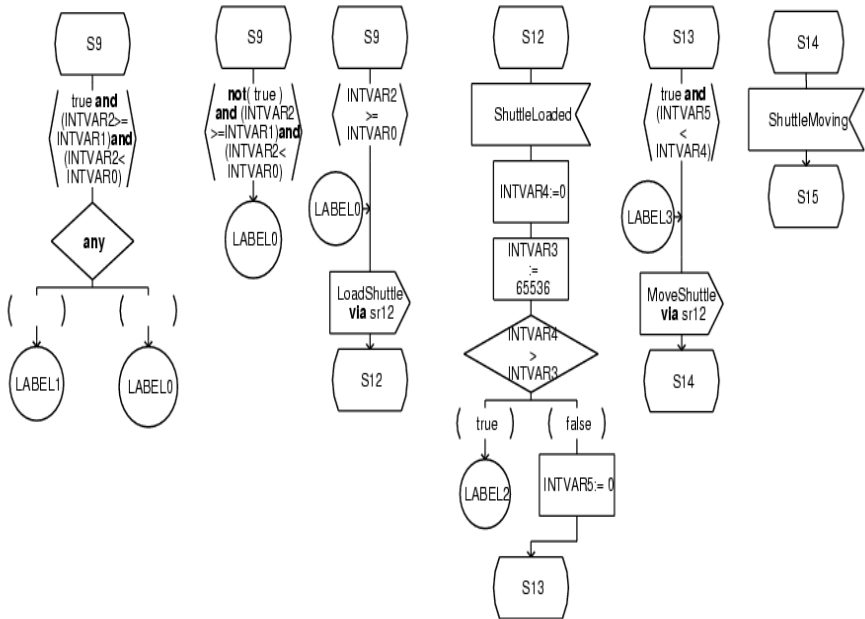 S9
true and
(INTVAR2>=
INTVAR1)and
(INTVAR2<
INTVAR0)
any
( )
( )
LABEL1
LABEL0
S9
not( true )
and (INTVAR2
>=INTVAR1)and
(INTVAR2<
INTVAR0)
LABEL0
S9
INTVAR2
>=
INTVAR0
LABEL0
LoadShuttle
via sr12
S12
S12
ShuttleLoaded
INTVAR4:=0
INTVAR3
:=
65536
INTVAR4
>
INTVAR3
( true )
( false )
LABEL2
INTVAR5:= 0
S13
S13
true and
(INTVAR5
<
INTVAR4)
LABEL3
MoveShuttle
via sr12
S14
S14
ShuttleMoving
S15